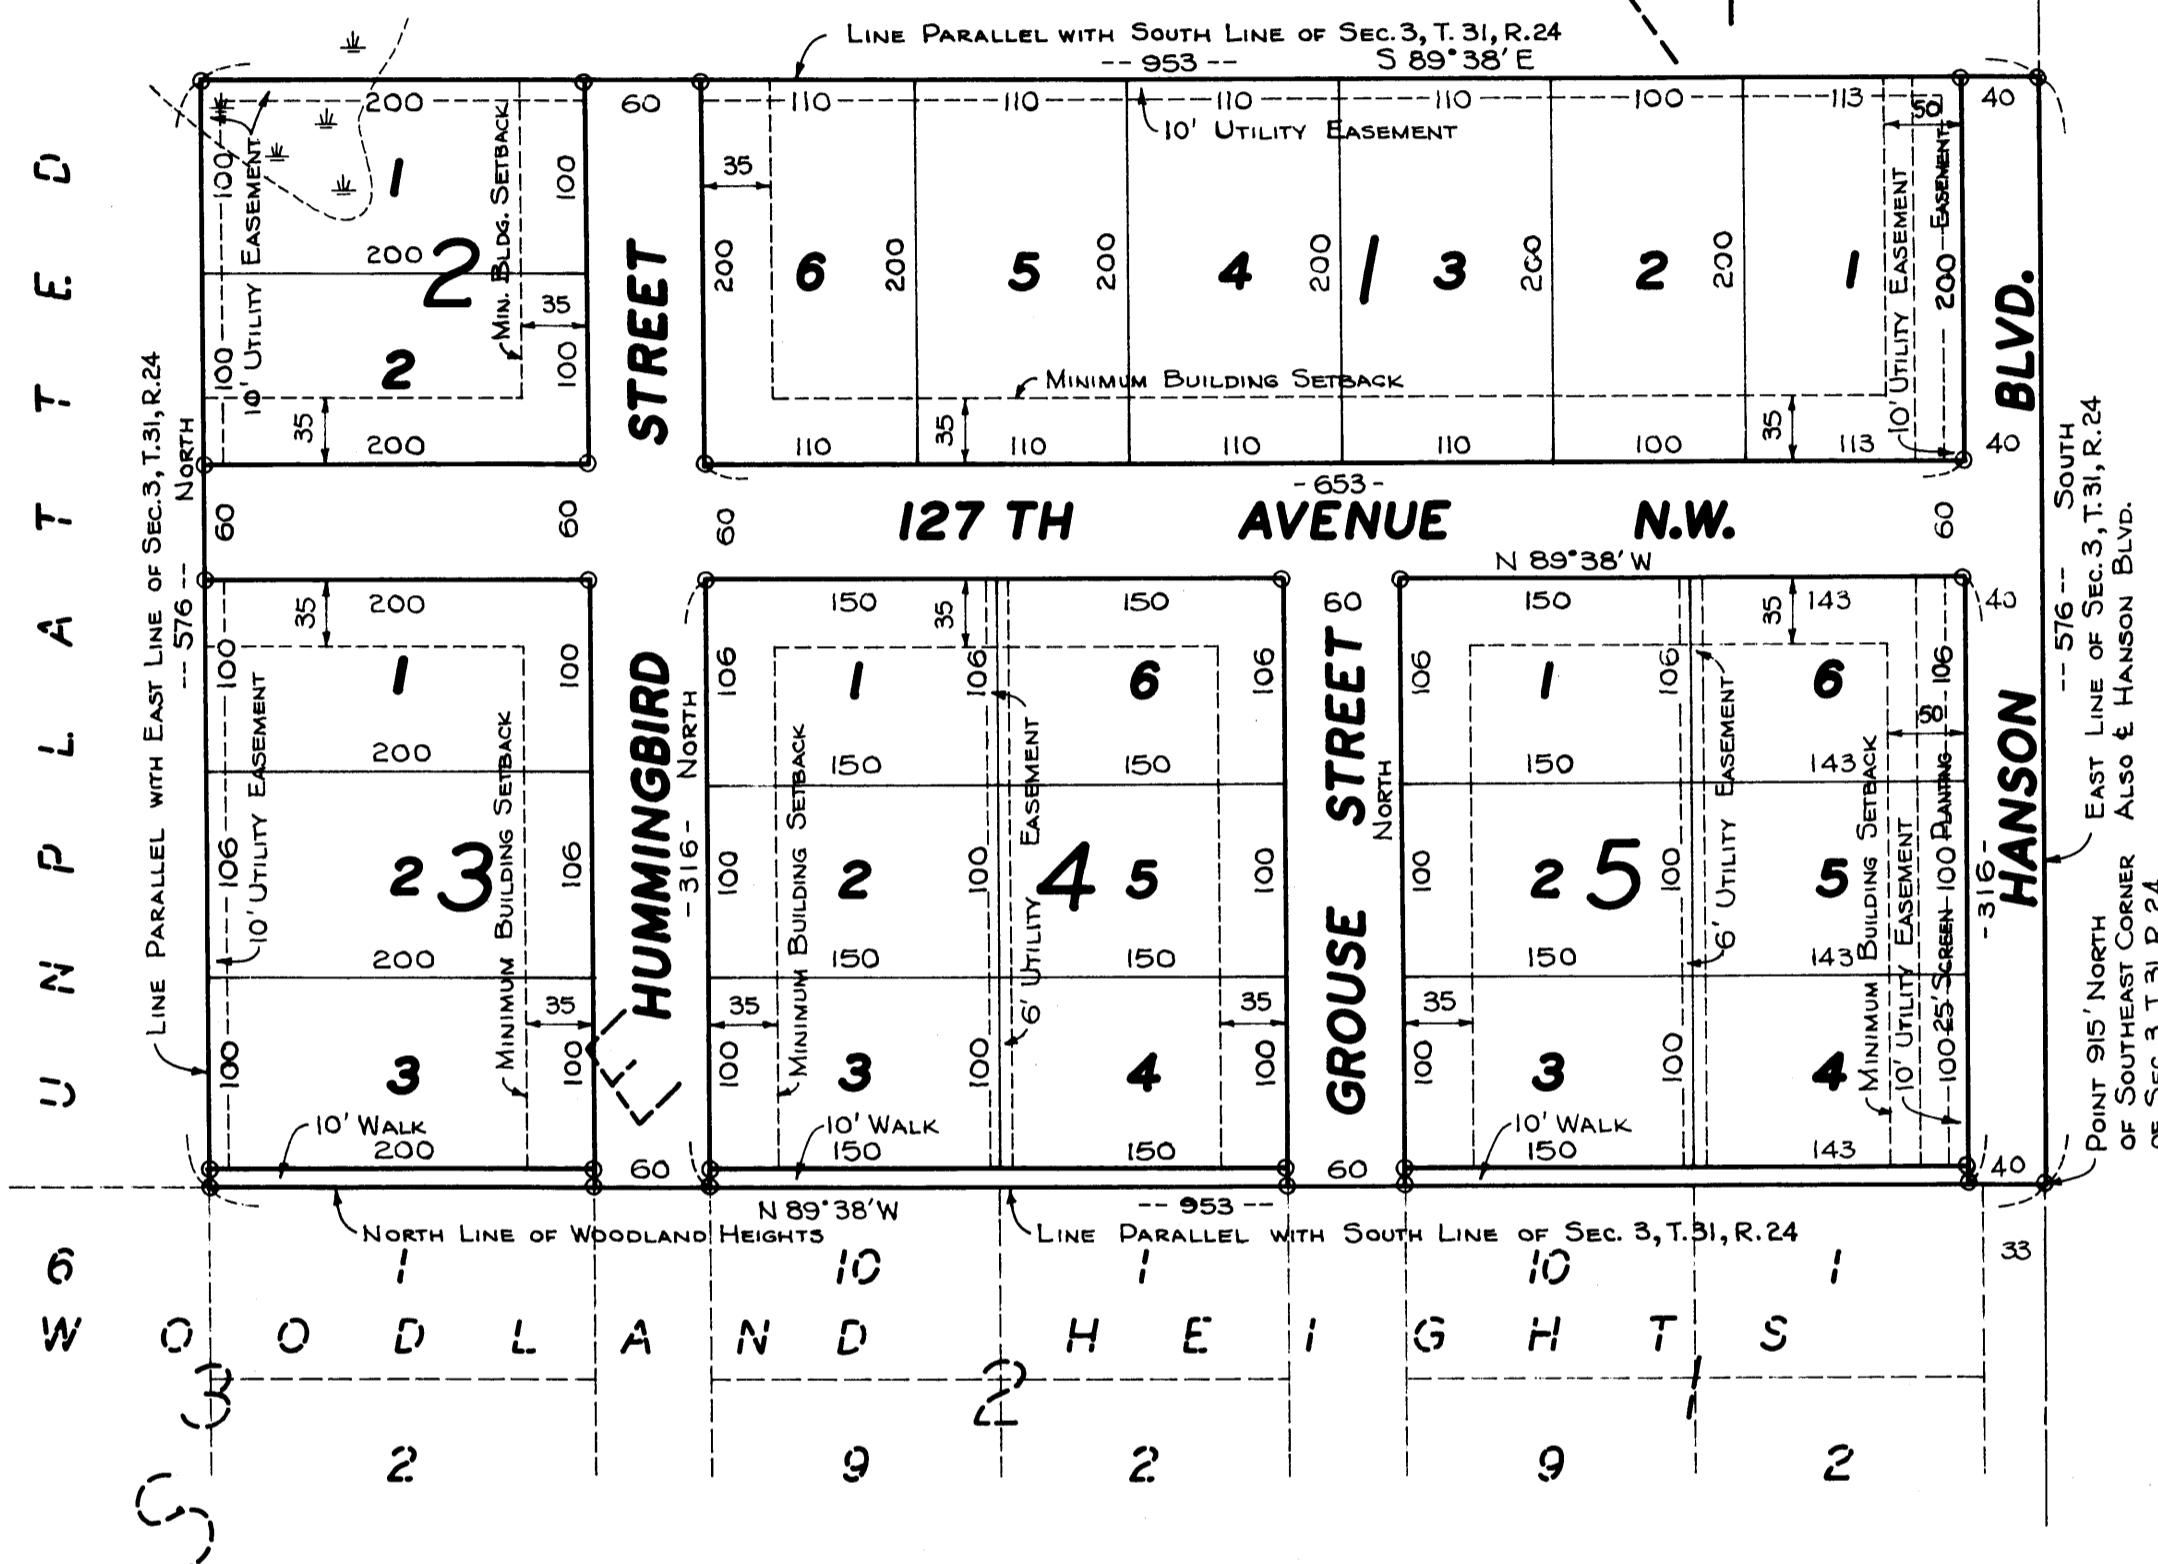 LINE PARALLEL WITH SOUTH LINE OF SEC. 3, T. 31, R. 24
-- 953 -- S 89°38' E
200 60 110 110 110 110 100 113 40
10' UTILITY EASEMENT
50
10' UTILITY EASEMENT
100
1
100
MIN. BLDG. SETBACK
35
200
2
35
100
2
100
35
200
STREET
35
200
6
200
5
200
4
200
1
3
200
2
200
1
10' UTILITY EASEMENT
200 EASEMENT
MINIMUM BUILDING SETBACK
35
35
110 110 110 110 100 113 40
BLVD.
- 653 -
60 60 60 60
127 TH AVENUE N.W.
N 89°38' W
UNPLATTED
LINE PARALLEL WITH EAST LINE OF SEC. 3, T. 31, R. 24
--- 576 -- NORTH
35
200
100
1
100
10' UTILITY EASEMENT
200
106
2
3
106
MINIMUM BUILDING SETBACK
200
35
100
3
100
10' WALK
200
HUMMINGBIRD
- 316 - NORTH
60
150 35 150
106
1
106
6
106
150 150
MINIMUM BUILDING SETBACK
6' UTILITY EASEMENT
100
2
100
4
5
100
150 150
35 35
100
3
100
4
100
10' WALK
150 150
60
GROUSE STREET
NORTH
60
150 35 143 40
106
1
106
6
106
50
150 143
6' UTILITY EASEMENT
MINIMUM BUILDING SETBACK
10' UTILITY EASEMENT
25' SCREEN PLANTING
100
2
5
100
5
100
150 143
35
100
3
100
4
100
10' WALK
150 143
40
HANSON
- 316 -
-- 576 -- SOUTH
EAST LINE OF SEC. 3, T. 31, R. 24
ALSO ℄ HANSON BLVD.
POINT 915' NORTH
OF SOUTHEAST CORNER
OF SEC. 3 T. 31 R. 24
N 89°38' W
-- 953 --
NORTH LINE OF WOODLAND HEIGHTS
LINE PARALLEL WITH SOUTH LINE OF SEC. 3, T. 31, R. 24
33
6 1 10 1 10 1
WOODLAND HEIGHTS
3 2 1
2 9 2 9 2
S